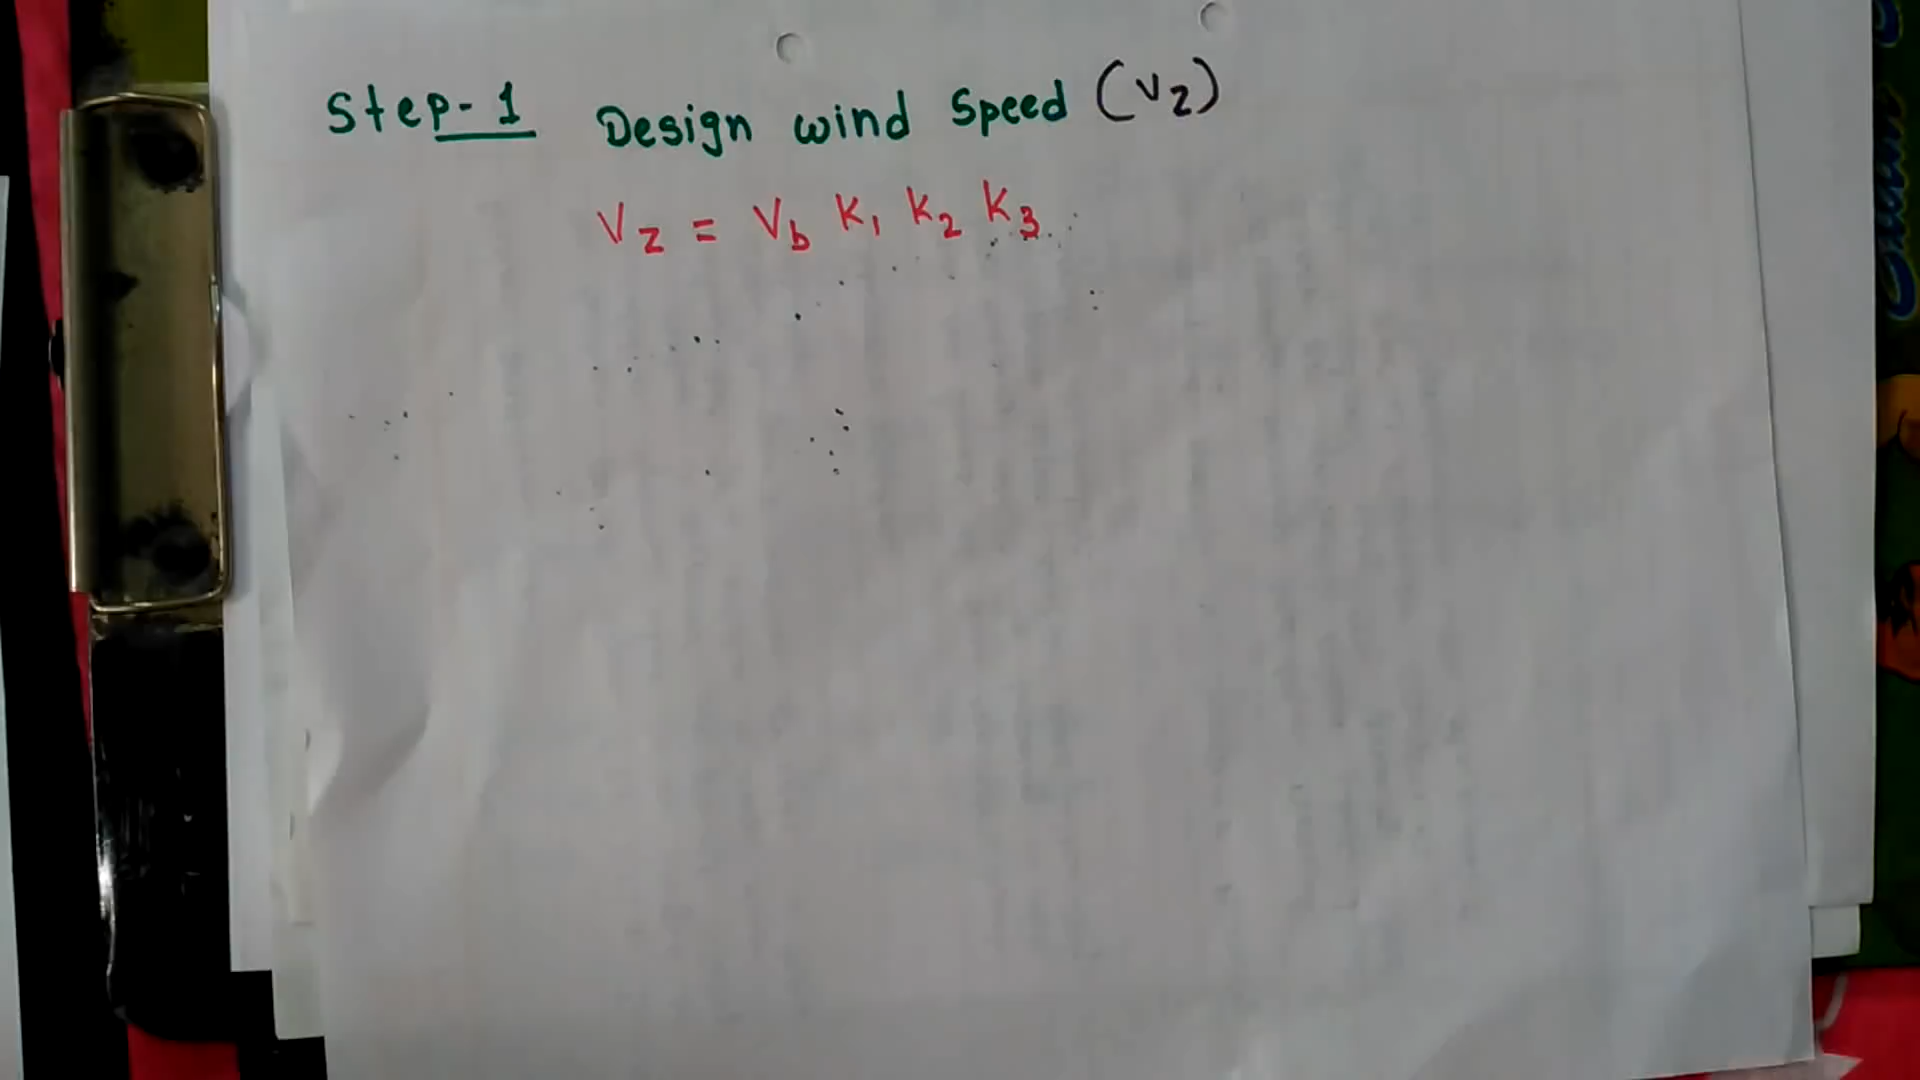 Step-1 Design wind Speed (Vz)
Vz = Vb K1 K2 K3